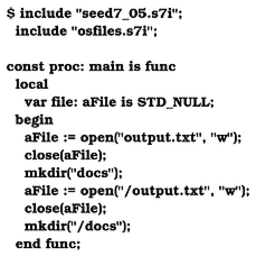 $ include "seed7_05.s7i";
include "osfiles.s7i";
const proc: main is func
local
var file: aFile is STD_NULL;
begin
aFile := open("output.txt", "w");
close(aFile);
mkdir("docs");
aFile := open("/output.txt", "w");
close(aFile);
mkdir("/docs");
end func;